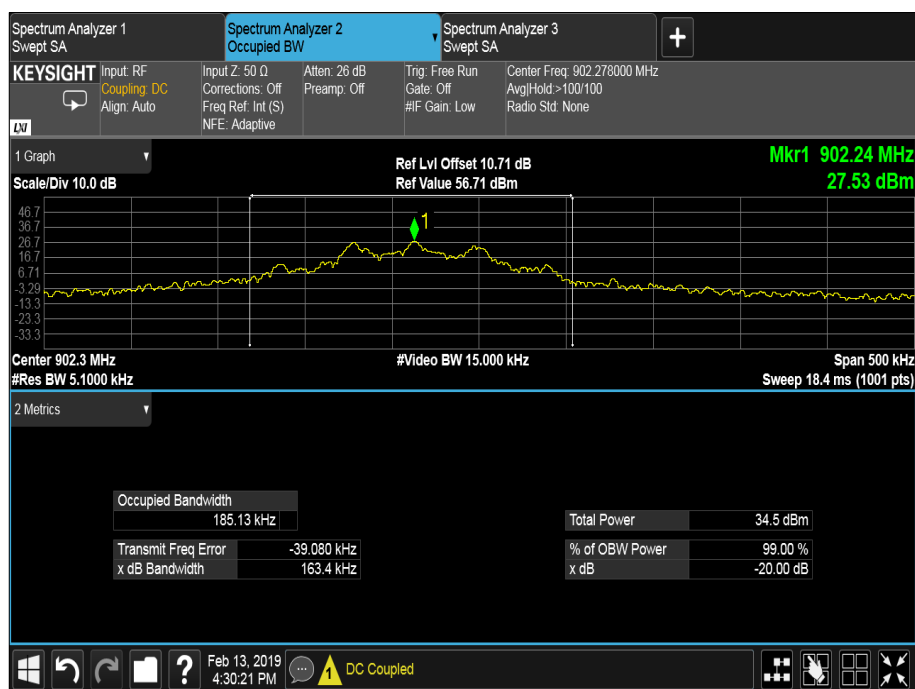 Spectrum Analyzer 1
Swept SA
Spectrum Analyzer 2
Occupied BW
Spectrum Analyzer 3
Swept SA
+
KEYSIGHT
LXI
Input: RF
Coupling: DC
Align: Auto
Input Z: 50 Ω
Corrections: Off
Freq Ref: Int (S)
NFE: Adaptive
Atten: 26 dB
Preamp: Off
Trig: Free Run
Gate: Off
#IF Gain: Low
Center Freq: 902.278000 MHz
Avg|Hold:>100/100
Radio Std: None
1 Graph
Scale/Div 10.0 dB
Ref Lvl Offset 10.71 dB
Ref Value 56.71 dBm
Mkr1 902.24 MHz
27.53 dBm
46.7
36.7
26.7
16.7
6.71
-3.29
-13.3
-23.3
-33.3
1
Center 902.3 MHz
#Res BW 5.1000 kHz
#Video BW 15.000 kHz
Span 500 kHz
Sweep 18.4 ms (1001 pts)
2 Metrics
Occupied Bandwidth
185.13 kHz
Transmit Freq Error -39.080 kHz
x dB Bandwidth 163.4 kHz
Total Power 34.5 dBm
% of OBW Power 99.00 %
x dB -20.00 dB
?
Feb 13, 2019
4:30:21 PM
1
DC Coupled